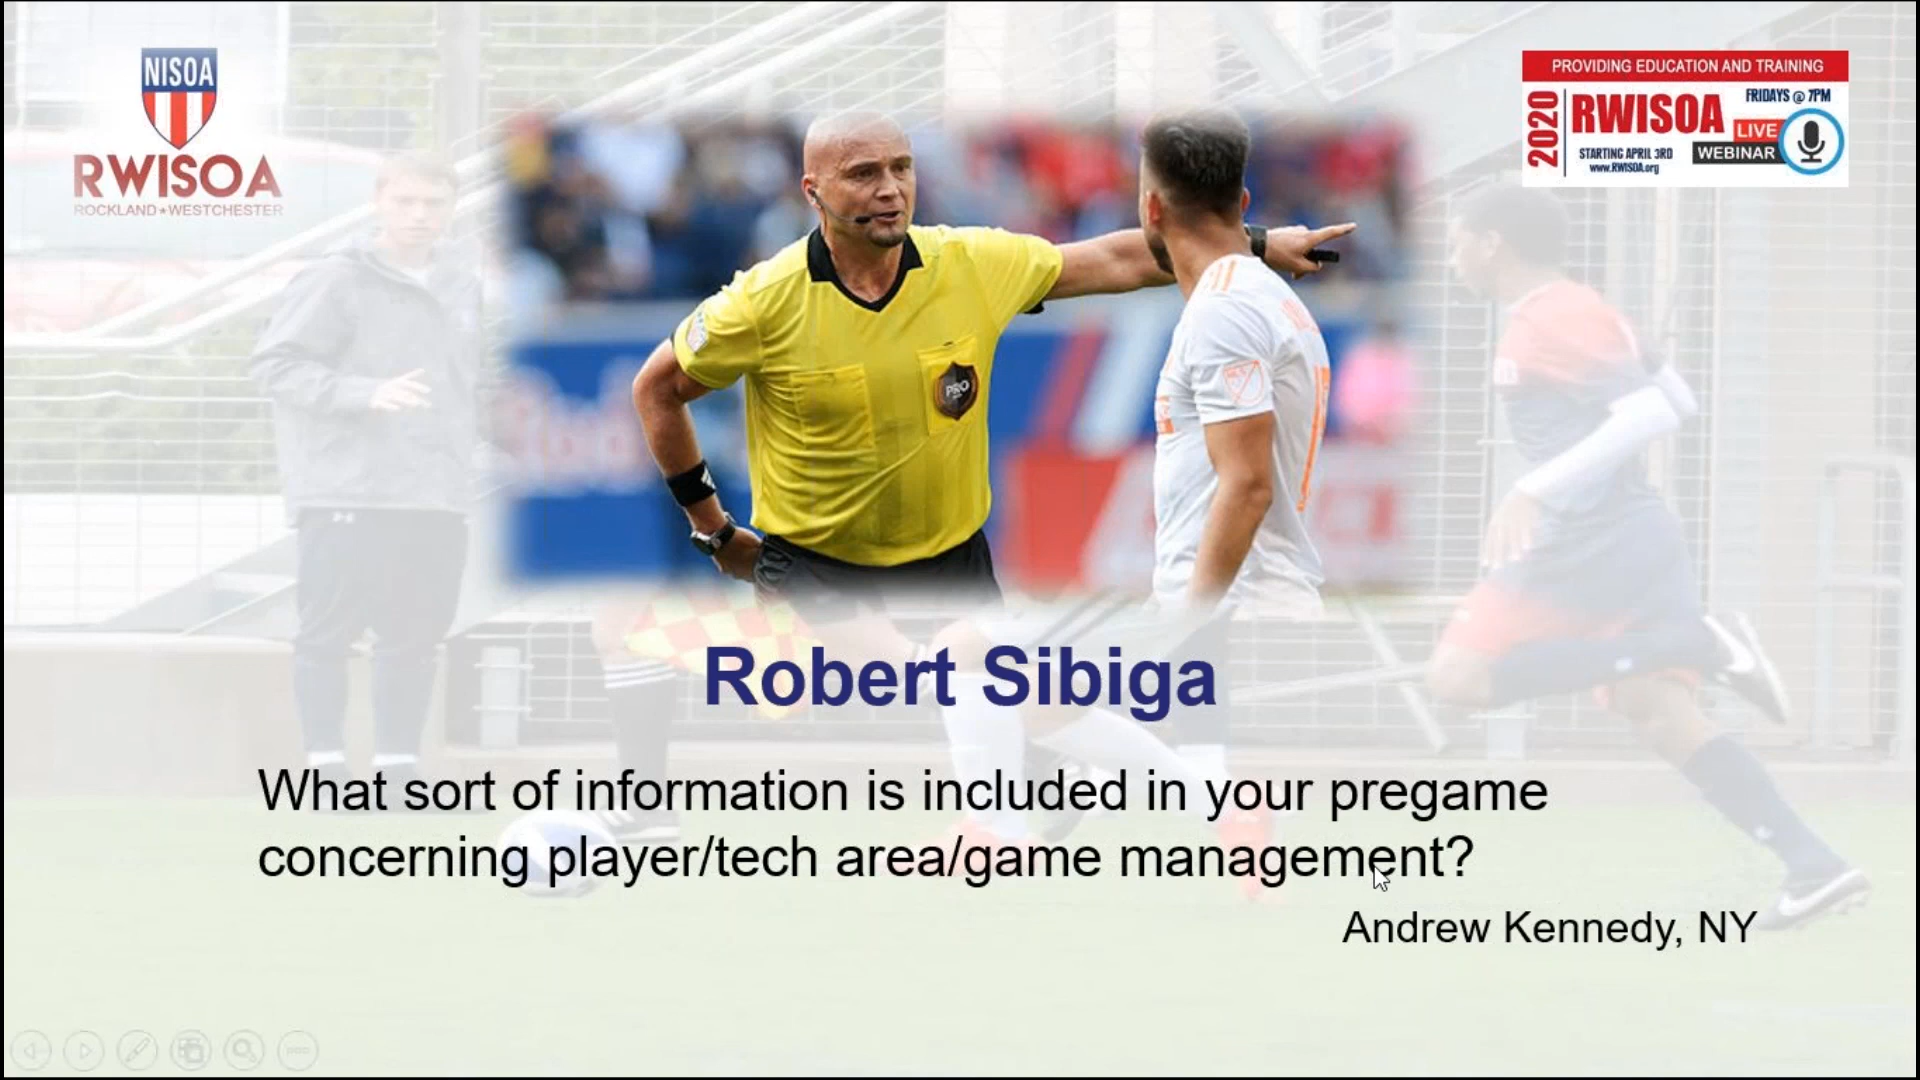 NISOA
RWISOA
ROCKLAND★WESTCHESTER
PROVIDING EDUCATION AND TRAINING
2020
RWISOA
FRIDAYS @ 7PM
LIVE
WEBINAR
STARTING APRIL 3RD
www.RWISOA.org
PRO
Robert Sibiga
What sort of information is included in your pregame
concerning player/tech area/game management?
Andrew Kennedy, NY